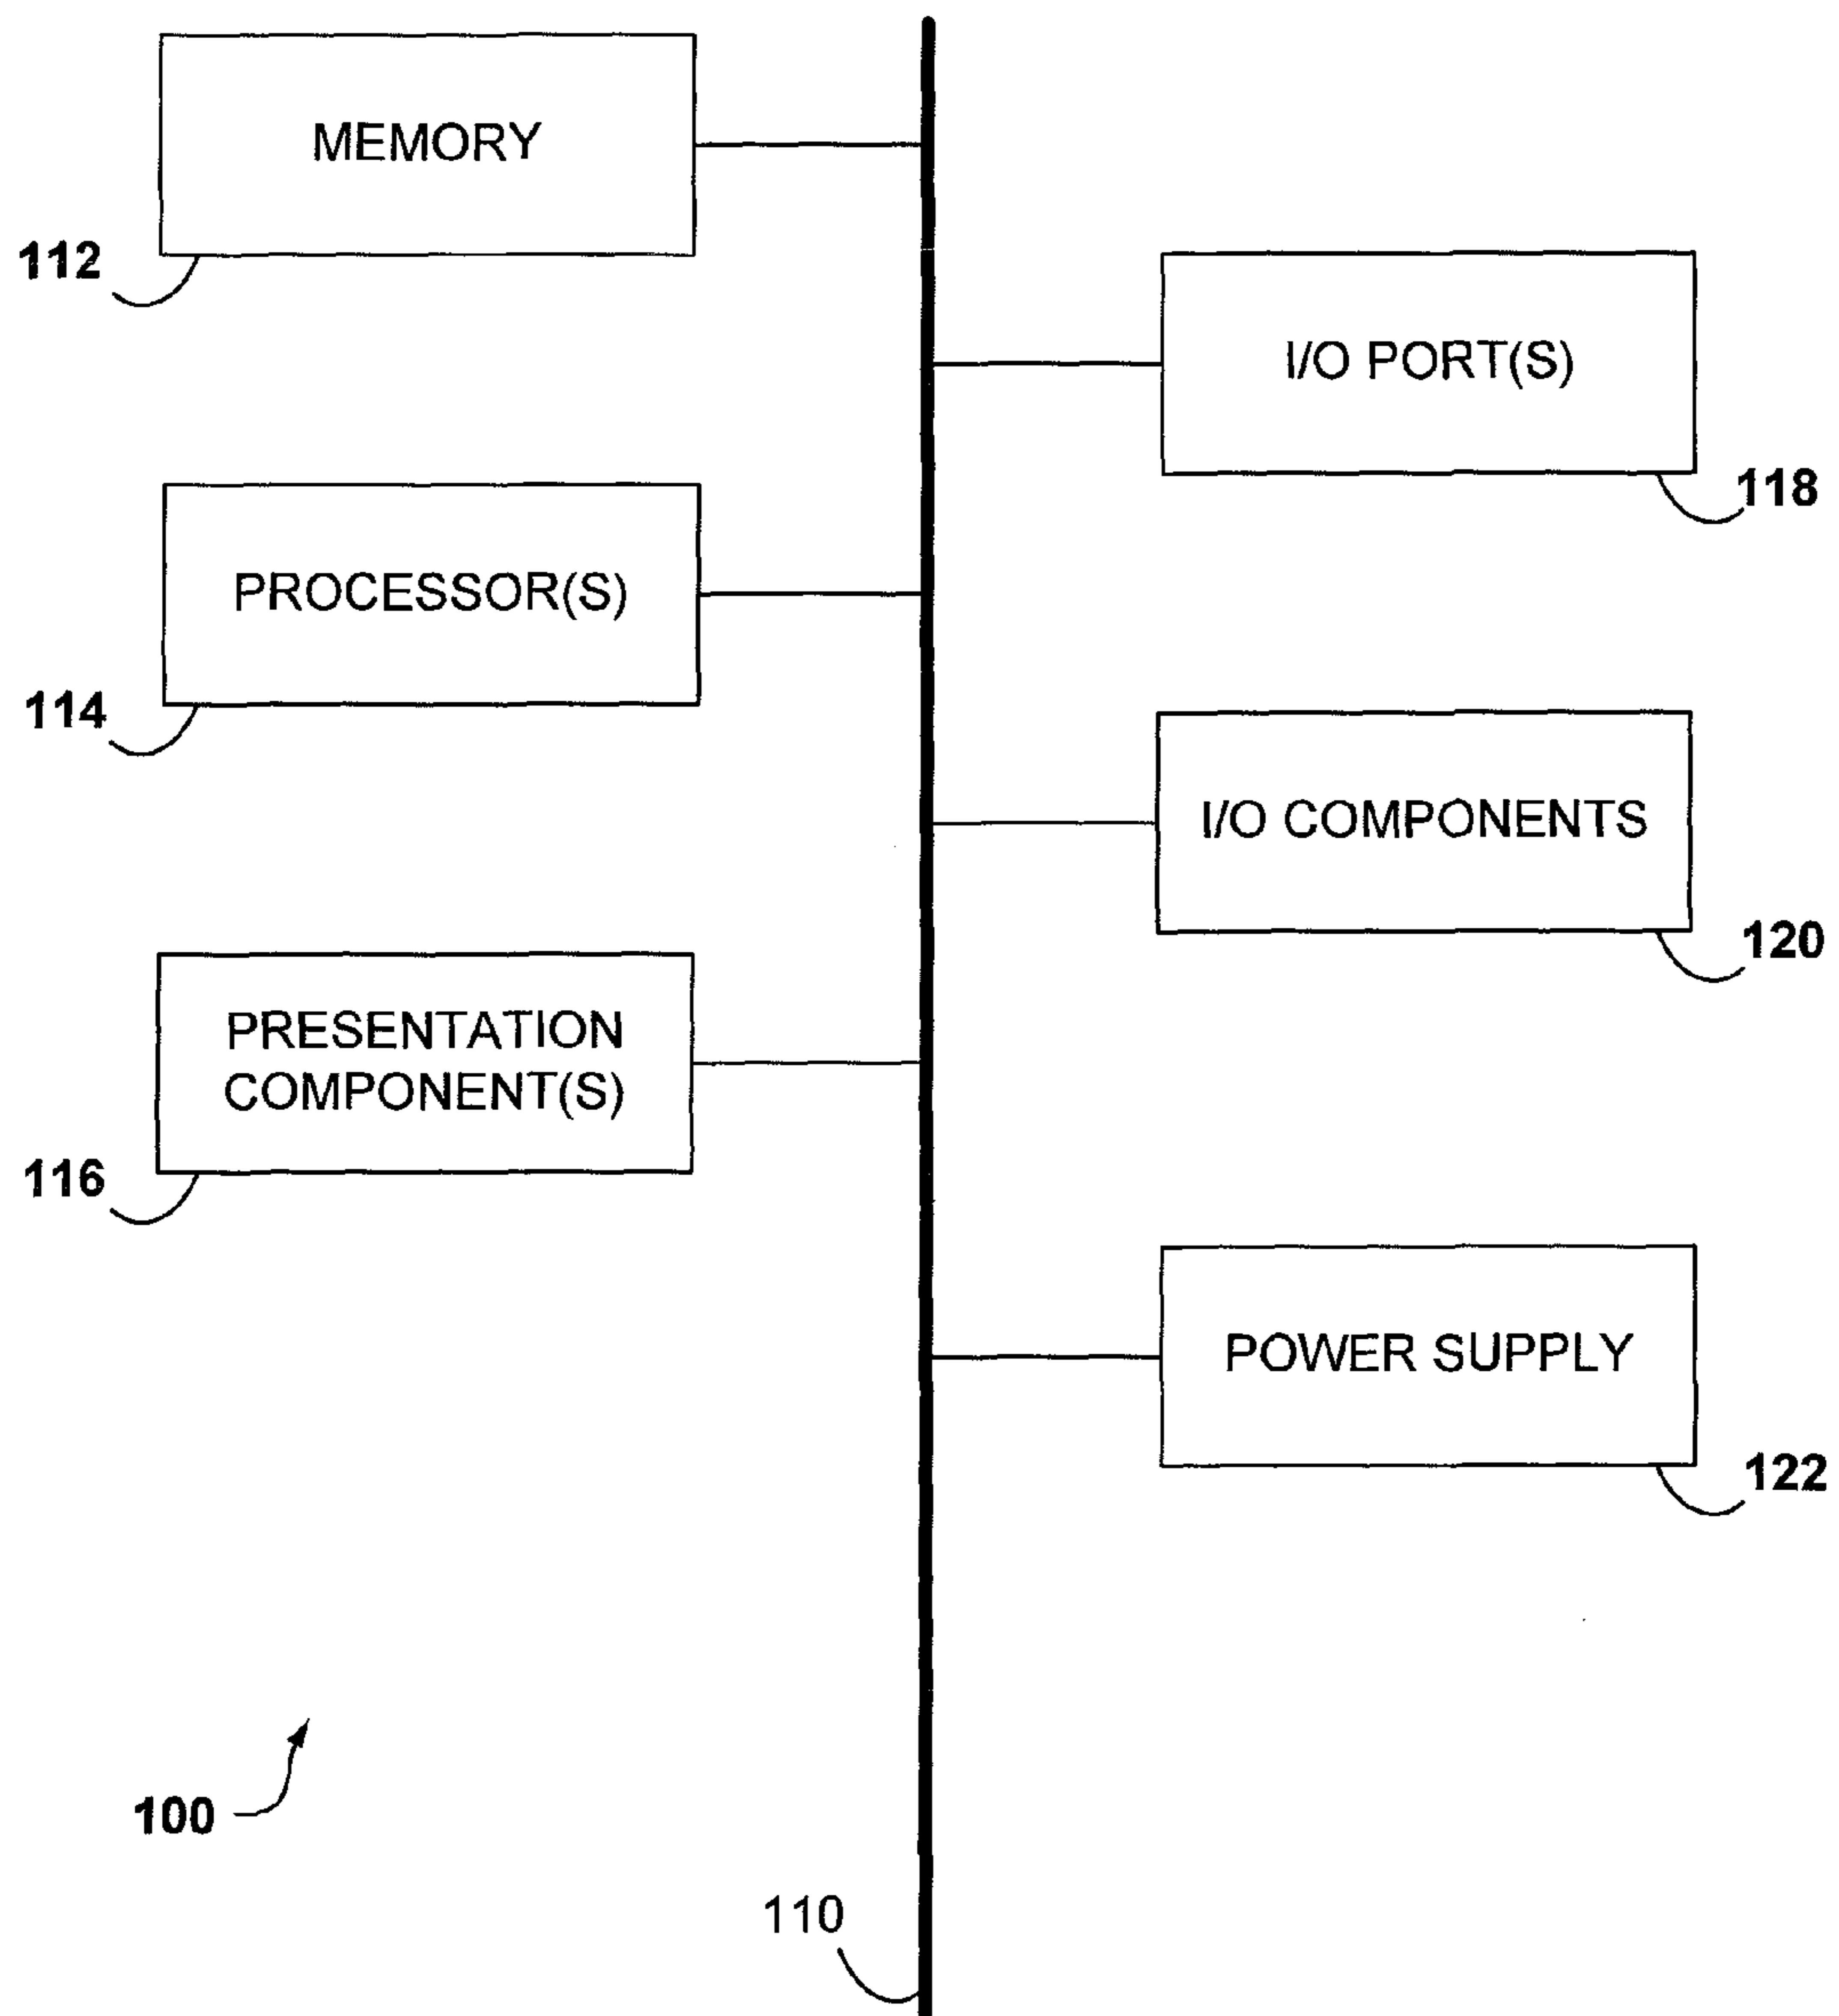 MEMORY
112
I/O PORT(S)
118
PROCESSOR(S)
114
I/O COMPONENTS
120
PRESENTATION
COMPONENT(S)
116
POWER SUPPLY
122
100
110